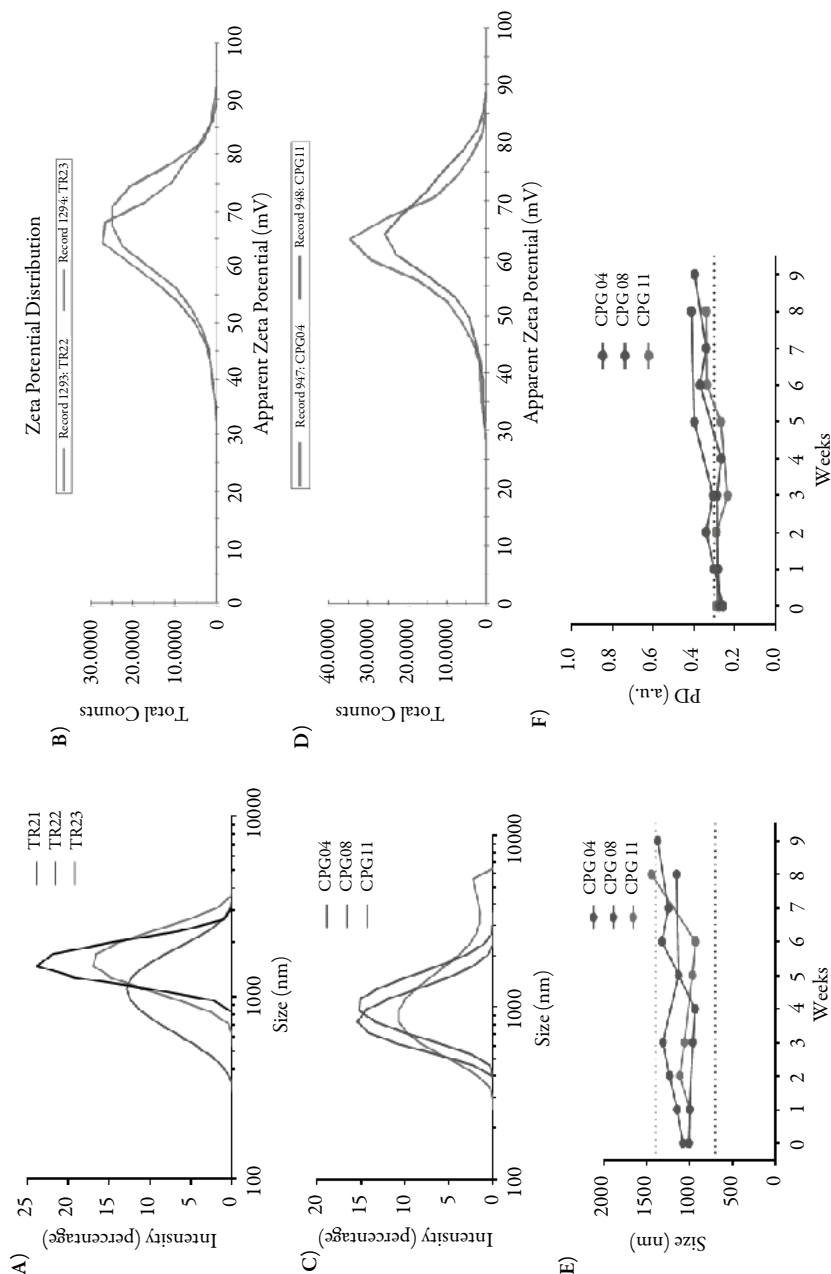 A)
Intensity (percentage)
25
20
15
10
5
0
100
1000
10000
Size (nm)
TR21
TR22
TR23
B)
Zeta Potential Distribution
Record 1293: TR22
Record 1294: TR23
Total Counts
30.0000
20.0000
10.0000
0
0 10 20 30 40 50 60 70 80 90 100
Apparent Zeta Potential (mV)
C)
Intensity (percentage)
20
15
10
5
0
100
1000
10000
Size (nm)
CPG04
CPG08
CPG11
D)
Record 947: CPG04
Record 948: CPG11
Total Counts
40.0000
30.0000
20.0000
10.0000
0
0 10 20 30 40 50 60 70 80 90 100
Apparent Zeta Potential (mV)
E)
Size (nm)
2000
1500
1000
500
0
0 1 2 3 4 5 6 7 8 9
Weeks
CPG 04
CPG 08
CPG 11
F)
PD (a.u.)
1.0
0.8
0.6
0.4
0.2
0.0
0 1 2 3 4 5 6 7 8 9
Weeks
CPG 04
CPG 08
CPG 11